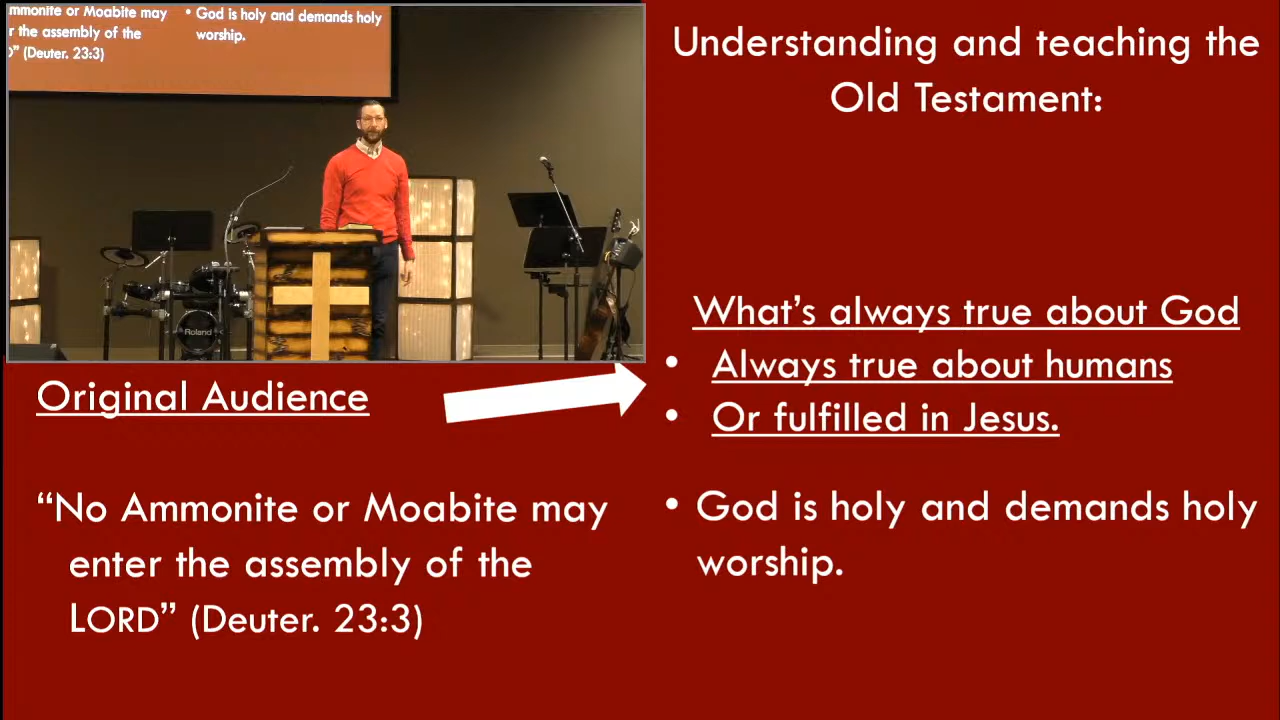 mmonite or Moabite may
r the assembly of the
(Deuter. 23:3)
• God is holy and demands holy
worship.
Roland
Understanding and teaching the
Old Testament:
What's always true about God
• Always true about humans
• Or fulfilled in Jesus.
Original Audience
“No Ammonite or Moabite may
enter the assembly of the
LORD” (Deuter. 23:3)
• God is holy and demands holy
worship.